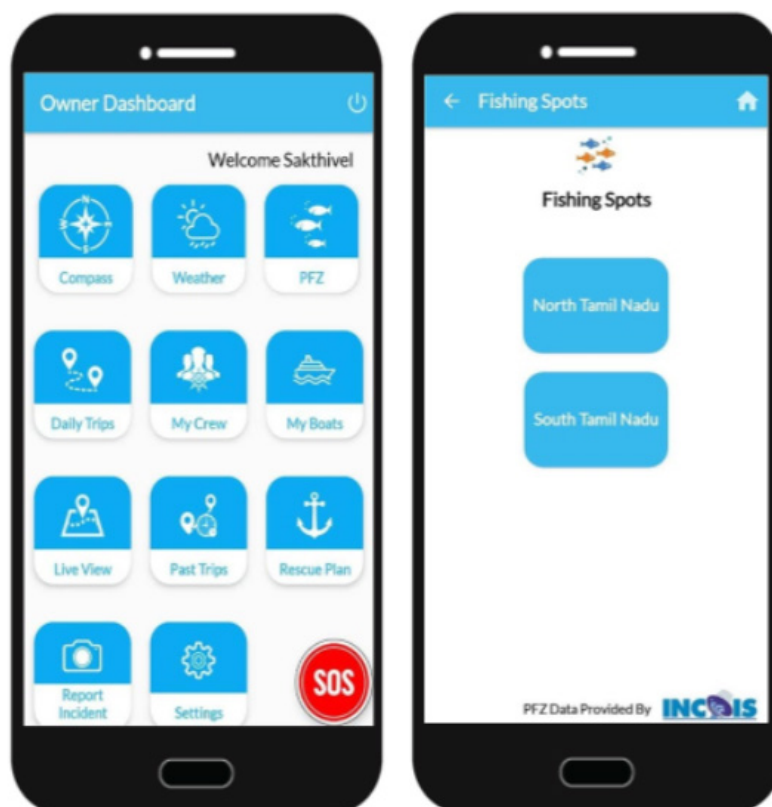 Owner Dashboard
Welcome Sakthivel
N
W
E
S
Compass
Weather
PFZ
Daily Trips
My Crew
My Boats
Live View
Past Trips
Rescue Plan
Report
Incident
Settings
SOS
Fishing Spots
Fishing Spots
North Tamil Nadu
South Tamil Nadu
PFZ Data Provided By INCOIS